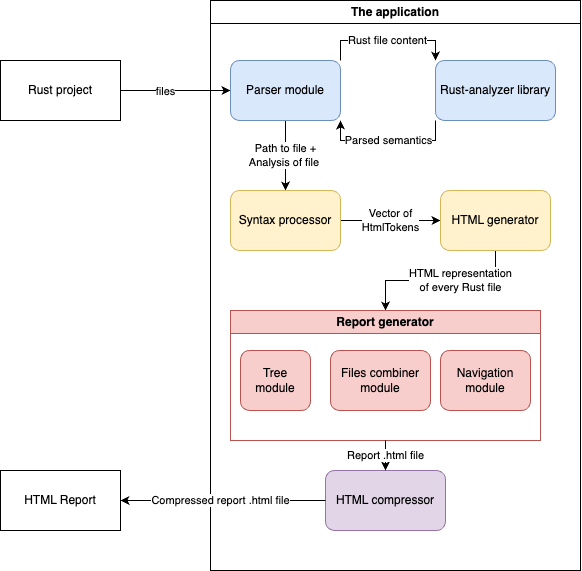 The application
Rust file content
Rust project
files
Parser module
Rust-analyzer library
Parsed semantics
Path to file +
Analysis of file
Syntax processor
Vector of
HtmlTokens
HTML generator
HTML representation
of every Rust file
Report generator
Tree
module
Files combiner
module
Navigation
module
Report .html file
HTML Report
Compressed report .html file
HTML compressor